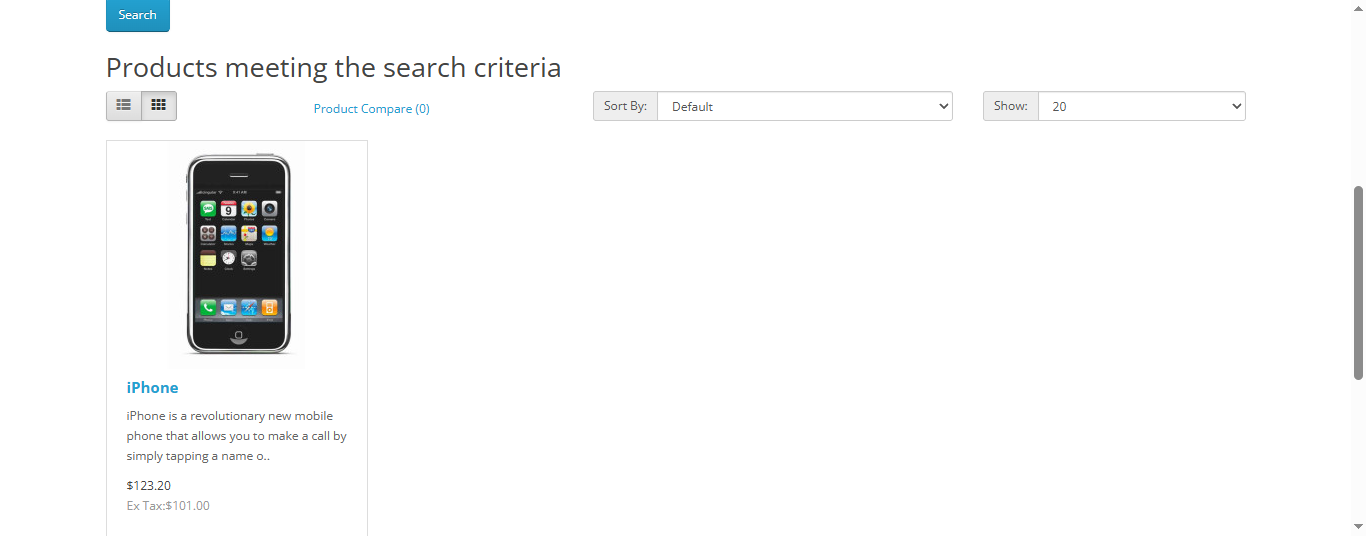 Search
Products meeting the search criteria
Product Compare (0)
Sort By: Default
Show: 20
iPhone
iPhone is a revolutionary new mobile
phone that allows you to make a call by
simply tapping a name o..
$123.20
Ex Tax:$101.00